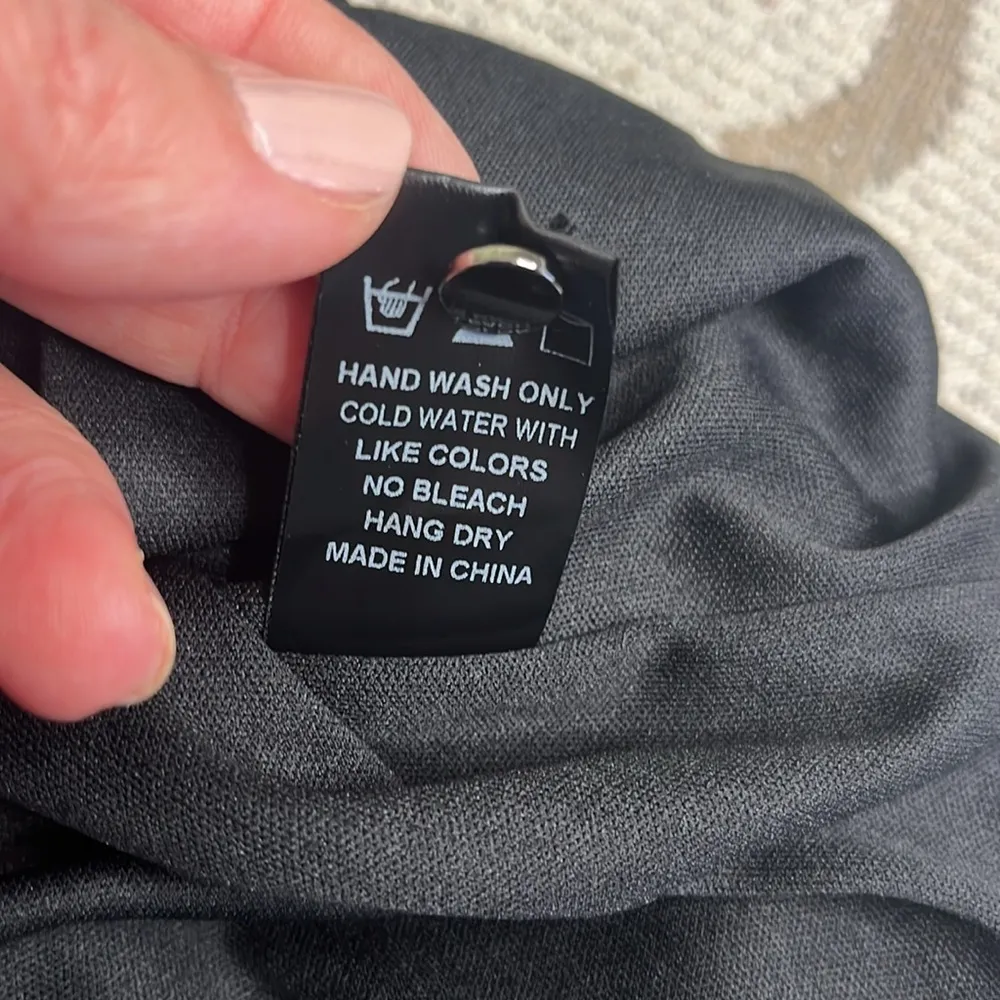 HAND WASH ONLY
COLD WATER WITH
LIKE COLORS
NO BLEACH
HANG DRY
MADE IN CHINA